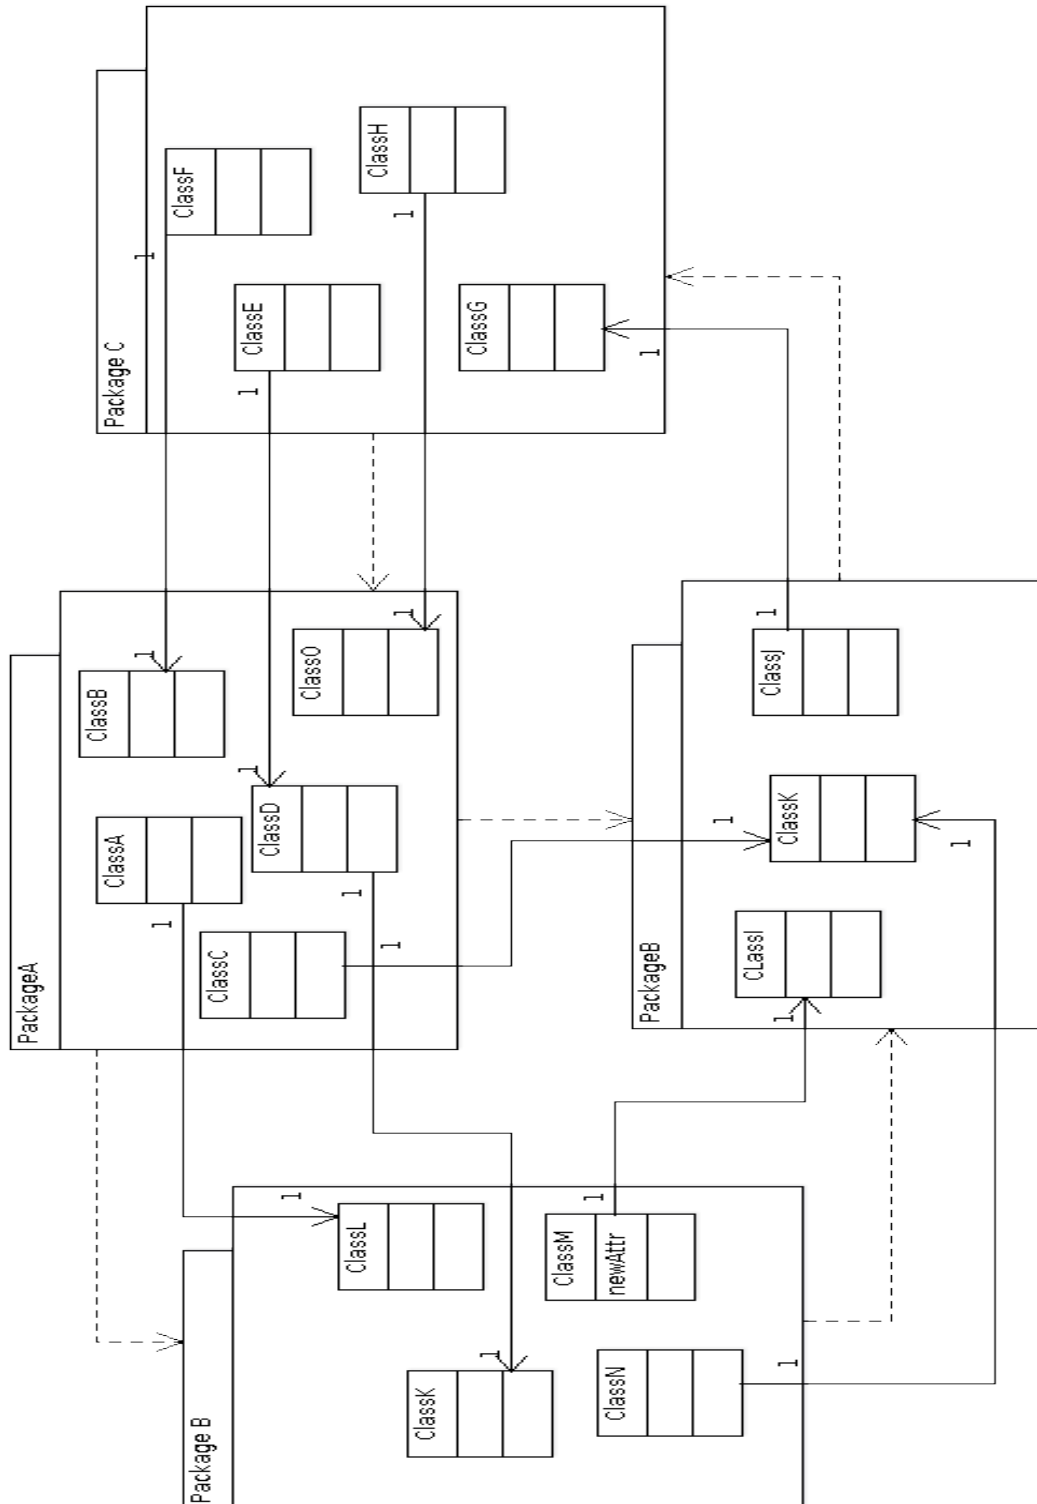 Package C
ClassF
ClassH
1
1
ClassE
ClassG
1
1
PackageA
ClassB
ClassO
1
1
ClassA
ClassD
1
1
ClassC
1
1
1
PackageB
ClassJ
1
ClassK
1
1
CLassI
1
Package B
ClassL
1
ClassM
newAttr
1
ClassK
1
ClassN
1